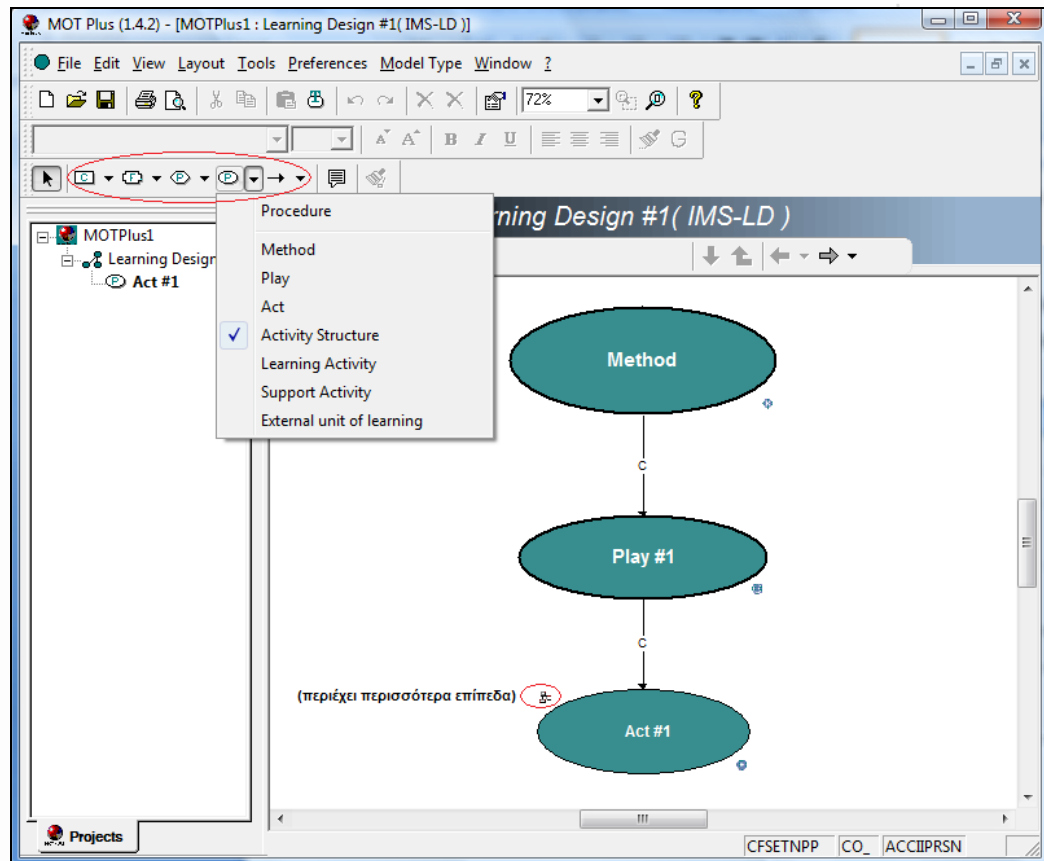 MOT Plus (1.4.2) - [MOTPlus1 : Learning Design #1( IMS-LD )]
File Edit View Layout Tools Preferences Model Type Window ?
72%
A A B I U G
C F P P
Procedure
Method
Play
Act
Activity Structure
Learning Activity
Support Activity
External unit of learning
rning Design #1( IMS-LD )
MOTPlus1
Learning Design
P Act #1
Method
C
Play #1
C
(περιέχει περισσότερα επίπεδα)
Act #1
Projects
CFSETNPP CO_ ACCIIPRSN